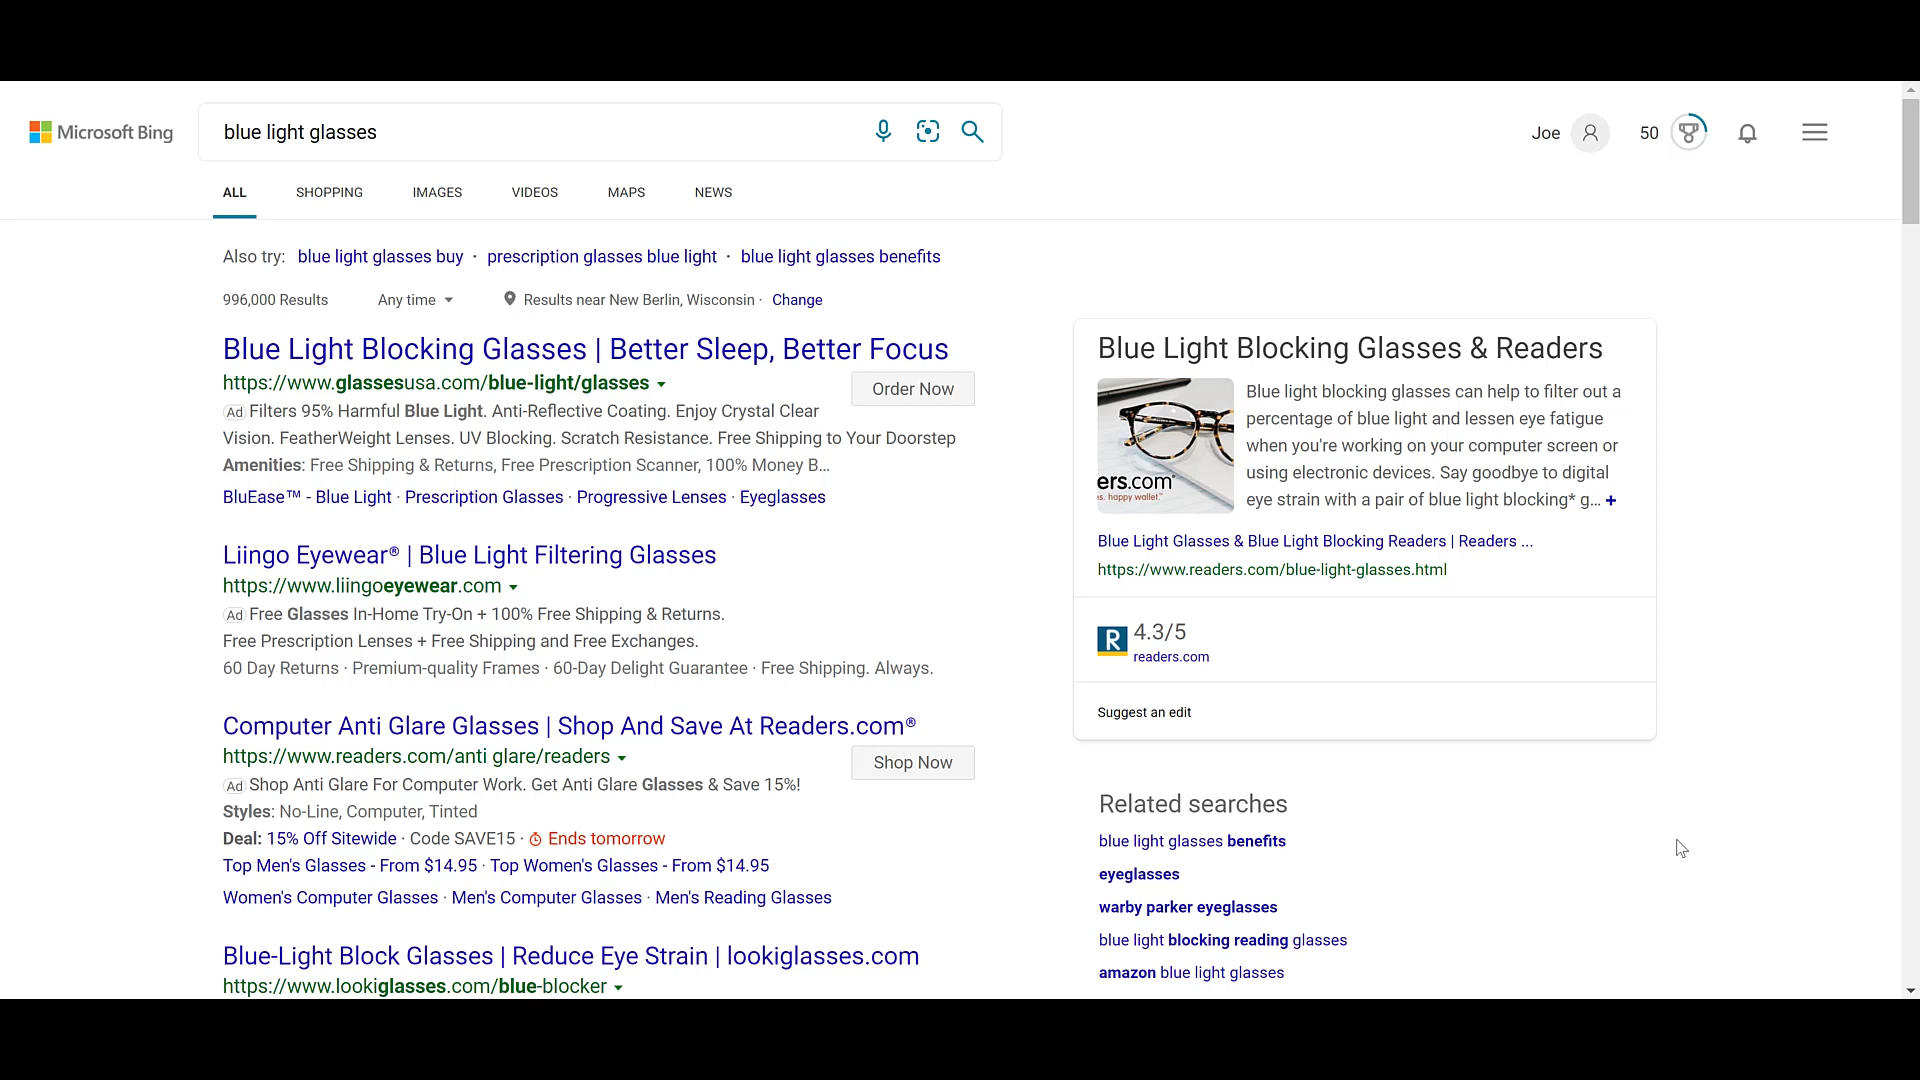 Microsoft Bing
blue light glasses
Joe
50
ALL SHOPPING IMAGES VIDEOS MAPS NEWS
Also try: blue light glasses buy · prescription glasses blue light · blue light glasses benefits
996,000 Results Any time Results near New Berlin, Wisconsin · Change
Blue Light Blocking Glasses | Better Sleep, Better Focus
https://www.glassesusa.com/blue-light/glasses
Order Now
Ad Filters 95% Harmful Blue Light. Anti-Reflective Coating. Enjoy Crystal Clear
Vision. FeatherWeight Lenses. UV Blocking. Scratch Resistance. Free Shipping to Your Doorstep
Amenities: Free Shipping & Returns, Free Prescription Scanner, 100% Money B...
BluEase™ - Blue Light · Prescription Glasses · Progressive Lenses · Eyeglasses
Liingo Eyewear® | Blue Light Filtering Glasses
https://www.liingoeyewear.com
Ad Free Glasses In-Home Try-On + 100% Free Shipping & Returns.
Free Prescription Lenses + Free Shipping and Free Exchanges.
60 Day Returns · Premium-quality Frames · 60-Day Delight Guarantee · Free Shipping. Always.
Computer Anti Glare Glasses | Shop And Save At Readers.com®
https://www.readers.com/anti glare/readers
Shop Now
Ad Shop Anti Glare For Computer Work. Get Anti Glare Glasses & Save 15%!
Styles: No-Line, Computer, Tinted
Deal: 15% Off Sitewide · Code SAVE15 · Ends tomorrow
Top Men's Glasses - From $14.95 · Top Women's Glasses - From $14.95
Women's Computer Glasses · Men's Computer Glasses · Men's Reading Glasses
Blue-Light Block Glasses | Reduce Eye Strain | lookiglasses.com
https://www.lookiglasses.com/blue-blocker
Blue Light Blocking Glasses & Readers
ers.com
s. happy wallet.™
Blue light blocking glasses can help to filter out a
percentage of blue light and lessen eye fatigue
when you're working on your computer screen or
using electronic devices. Say goodbye to digital
eye strain with a pair of blue light blocking* g... +
Blue Light Glasses & Blue Light Blocking Readers | Readers ...
https://www.readers.com/blue-light-glasses.html
R
4.3/5
readers.com
Suggest an edit
Related searches
blue light glasses benefits
eyeglasses
warby parker eyeglasses
blue light blocking reading glasses
amazon blue light glasses